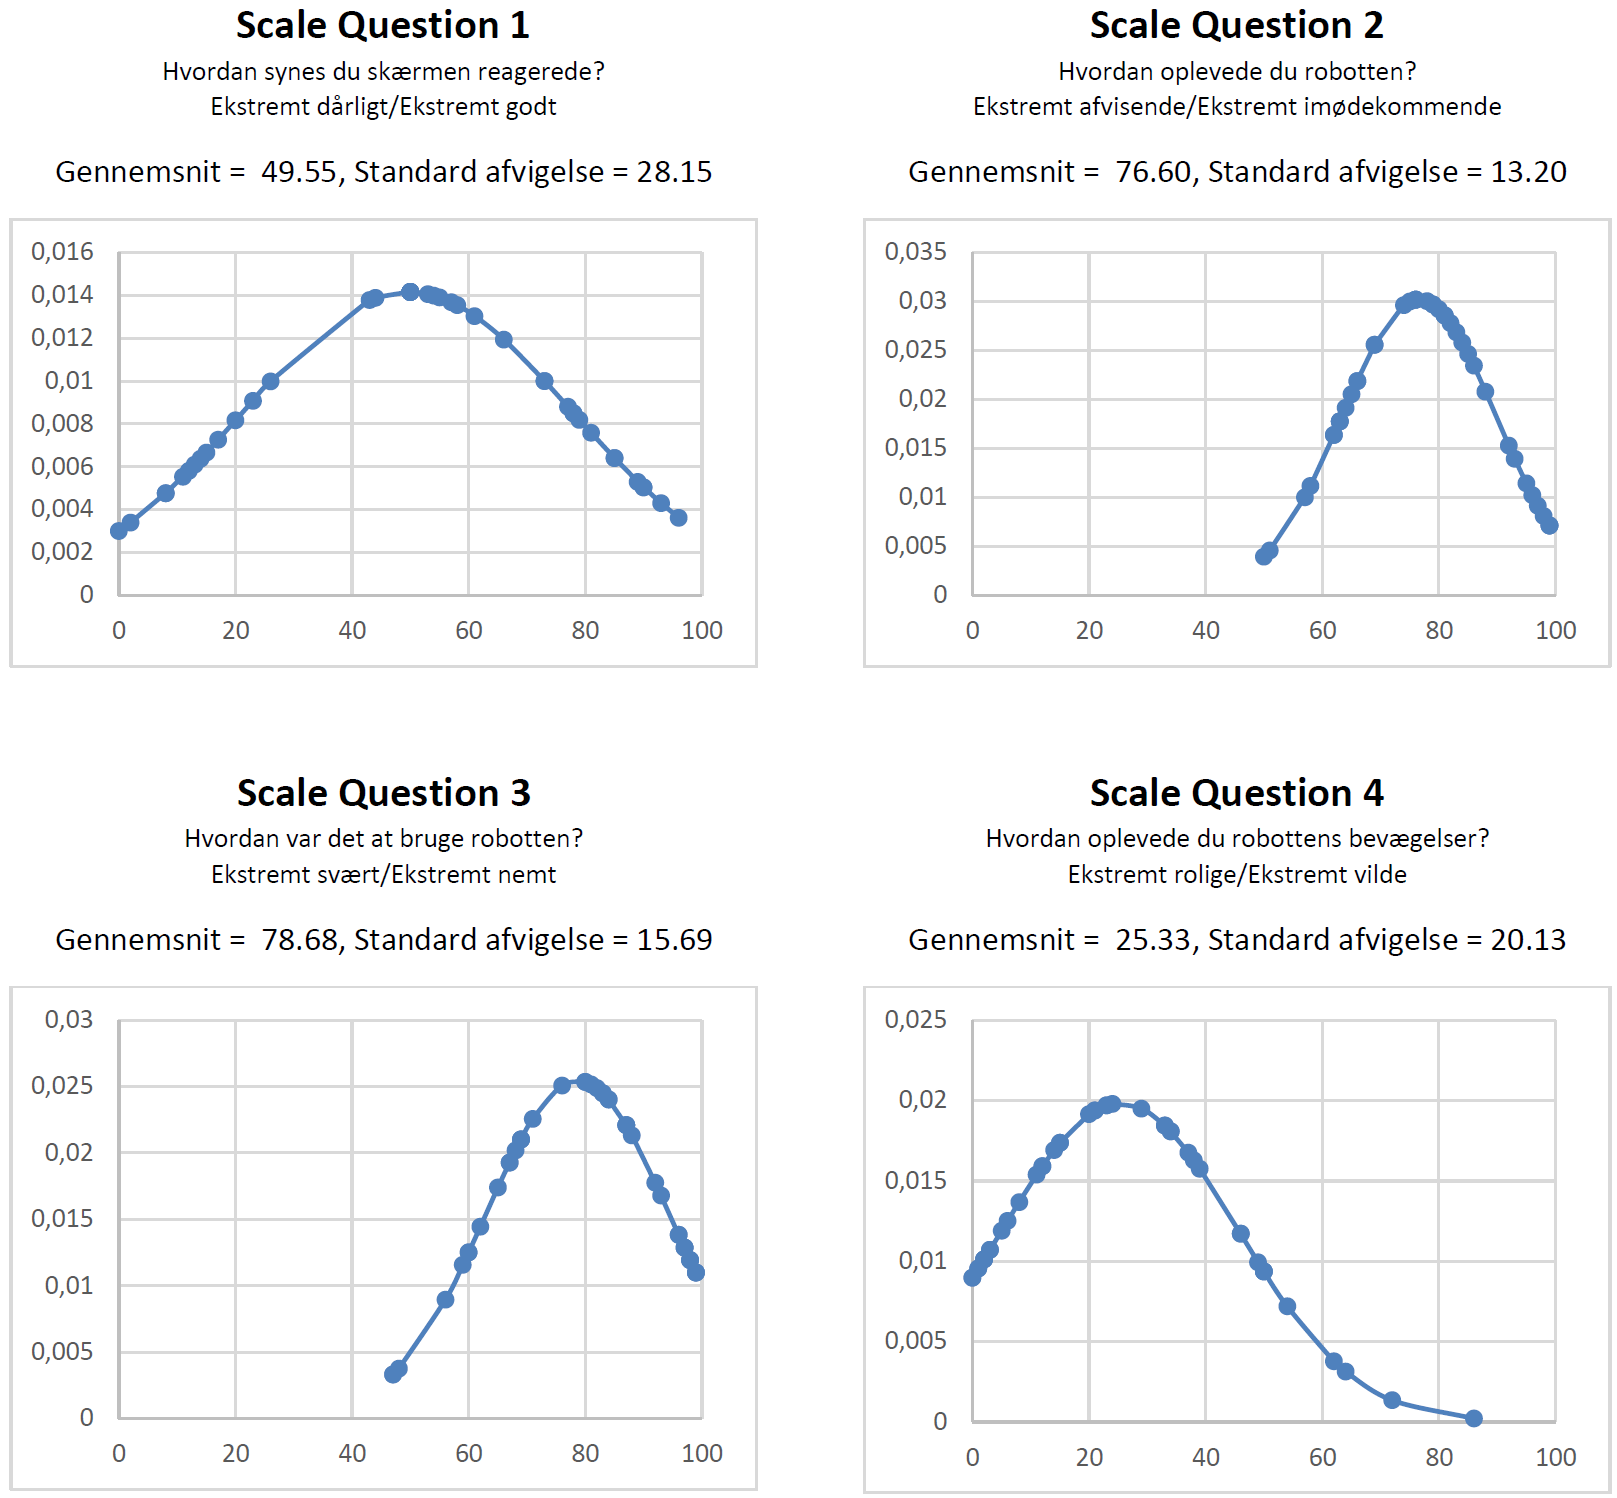 Scale Question 1
Hvordan synes du skærmen reagerede?
Ekstremt dårligt/Ekstremt godt
Gennemsnit =  49.55, Standard afvigelse = 28.15
0,016
0,014
0,012
0,01
0,008
0,006
0,004
0,002
0
0 20 40 60 80 100
Scale Question 2
Hvordan oplevede du robotten?
Ekstremt afvisende/Ekstremt imødekommende
Gennemsnit =  76.60, Standard afvigelse = 13.20
0,035
0,03
0,025
0,02
0,015
0,01
0,005
0
0 20 40 60 80 100
Scale Question 3
Hvordan var det at bruge robotten?
Ekstremt svært/Ekstremt nemt
Gennemsnit =  78.68, Standard afvigelse = 15.69
0,03
0,025
0,02
0,015
0,01
0,005
0
0 20 40 60 80 100
Scale Question 4
Hvordan oplevede du robottens bevægelser?
Ekstremt rolige/Ekstremt vilde
Gennemsnit =  25.33, Standard afvigelse = 20.13
0,025
0,02
0,015
0,01
0,005
0
0 20 40 60 80 100